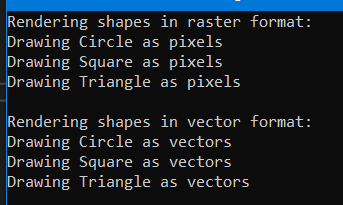 Rendering shapes in raster format:
Drawing Circle as pixels
Drawing Square as pixels
Drawing Triangle as pixels
Rendering shapes in vector format:
Drawing Circle as vectors
Drawing Square as vectors
Drawing Triangle as vectors